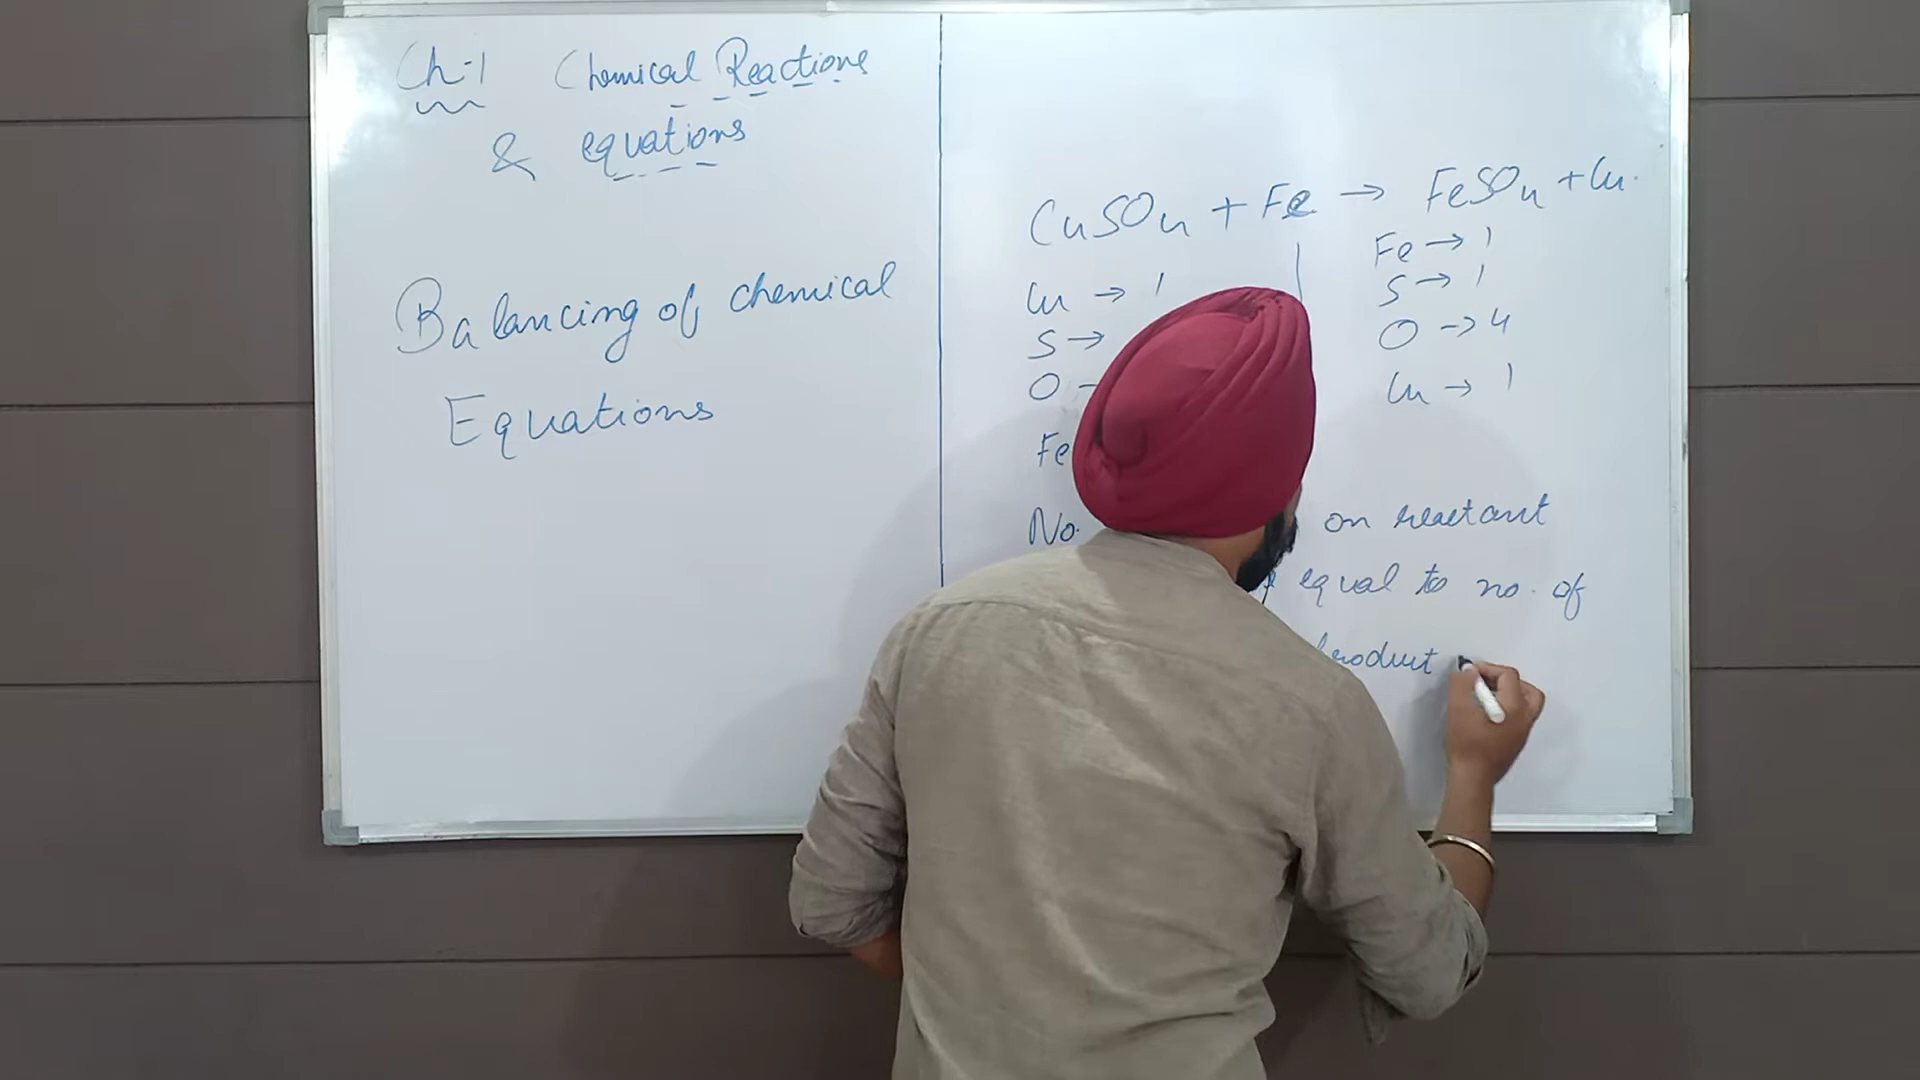 Ch-1 Chemical Reactions
& equations
Balancing of chemical
Equations
CuSO4 + Fe → FeSO4 + Cu.
Cu → 1
S →
O →
Fe
Fe → 1
S → 1
O → 4
Cu → 1
No. on reactant
equal to no. of
product